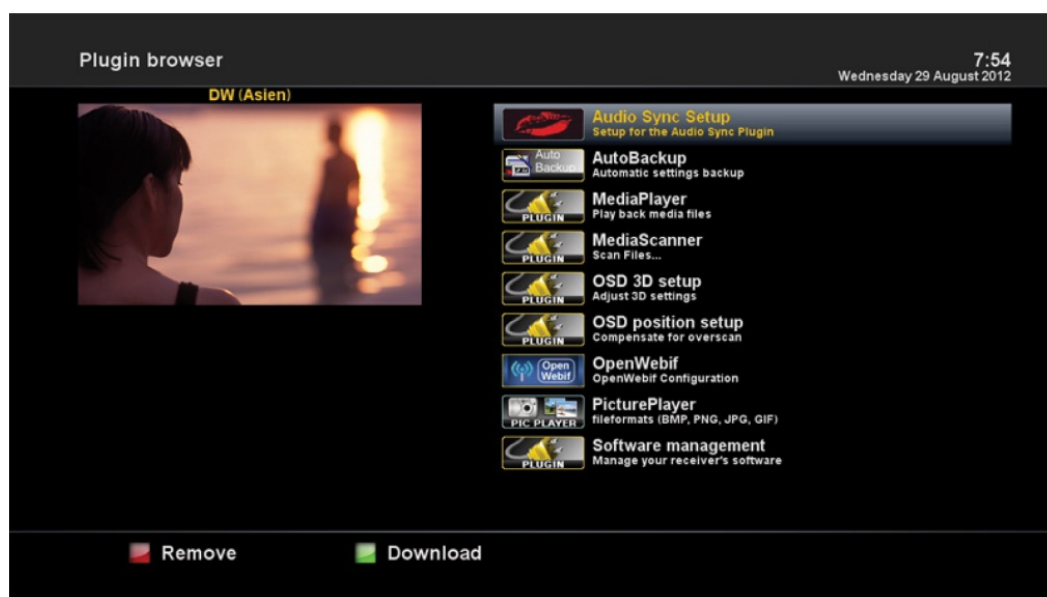 Plugin browser
7:54
Wednesday 29 August 2012
DW (Asien)
Audio Sync Setup
Setup for the Audio Sync Plugin
Auto
Backup
AutoBackup
Automatic settings backup
PLUGIN
MediaPlayer
Play back media files
PLUGIN
MediaScanner
Scan Files...
PLUGIN
OSD 3D setup
Adjust 3D settings
PLUGIN
OSD position setup
Compensate for overscan
Open
Webif
OpenWebif
OpenWebif Configuration
PIC PLAYER
PicturePlayer
fileformats (BMP, PNG, JPG, GIF)
PLUGIN
Software management
Manage your receiver's software
Remove
Download